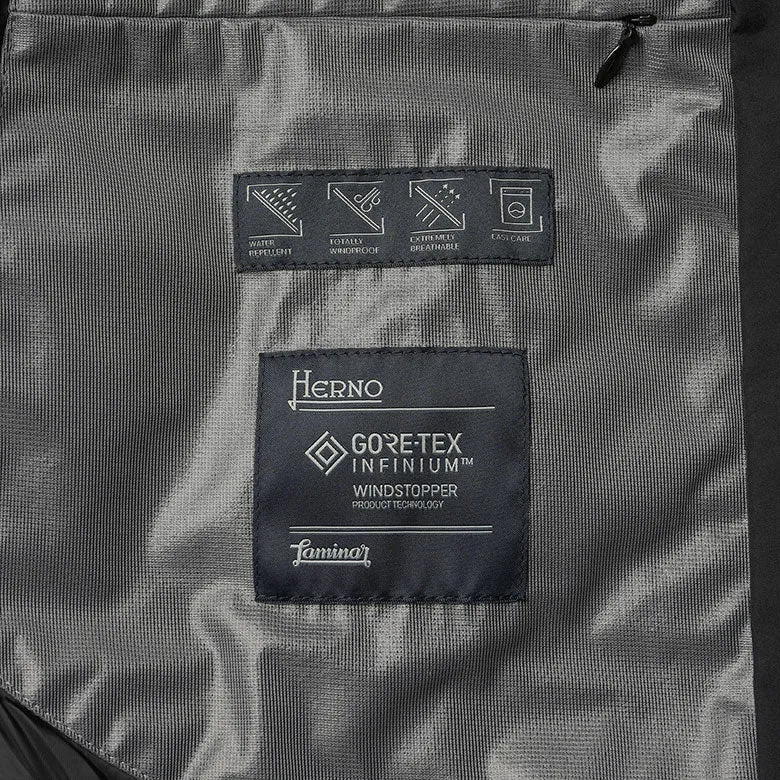 WATER
REPELLENT
TOTALLY
WINDPROOF
EXTREMELY
BREATHABLE
EASY CARE
HERNO
GORE-TEX
INFINIUM™
WINDSTOPPER
PRODUCT TECHNOLOGY
Laminar